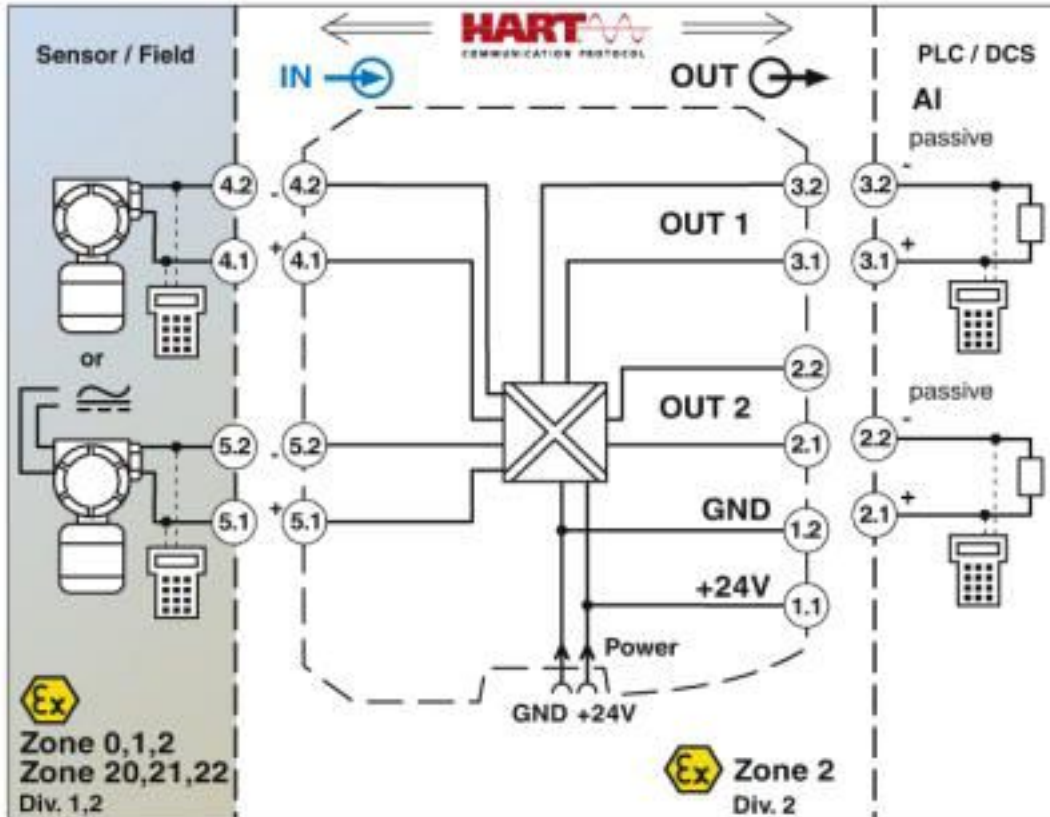 HART
COMMUNICATION PROTOCOL
Sensor / Field
PLC / DCS
IN
OUT
AI
passive
4.2
-
4.2
3.2
3.2
-
OUT 1
4.1
+
4.1
3.1
3.1
+
or
2.2
passive
OUT 2
5.2
-
5.2
2.1
2.2
-
5.1
+
5.1
GND
1.2
2.1
+
+24V
1.1
Power
GND +24V
Ex
Zone 0,1,2
Zone 20,21,22
Div. 1,2
Ex
Zone 2
Div. 2